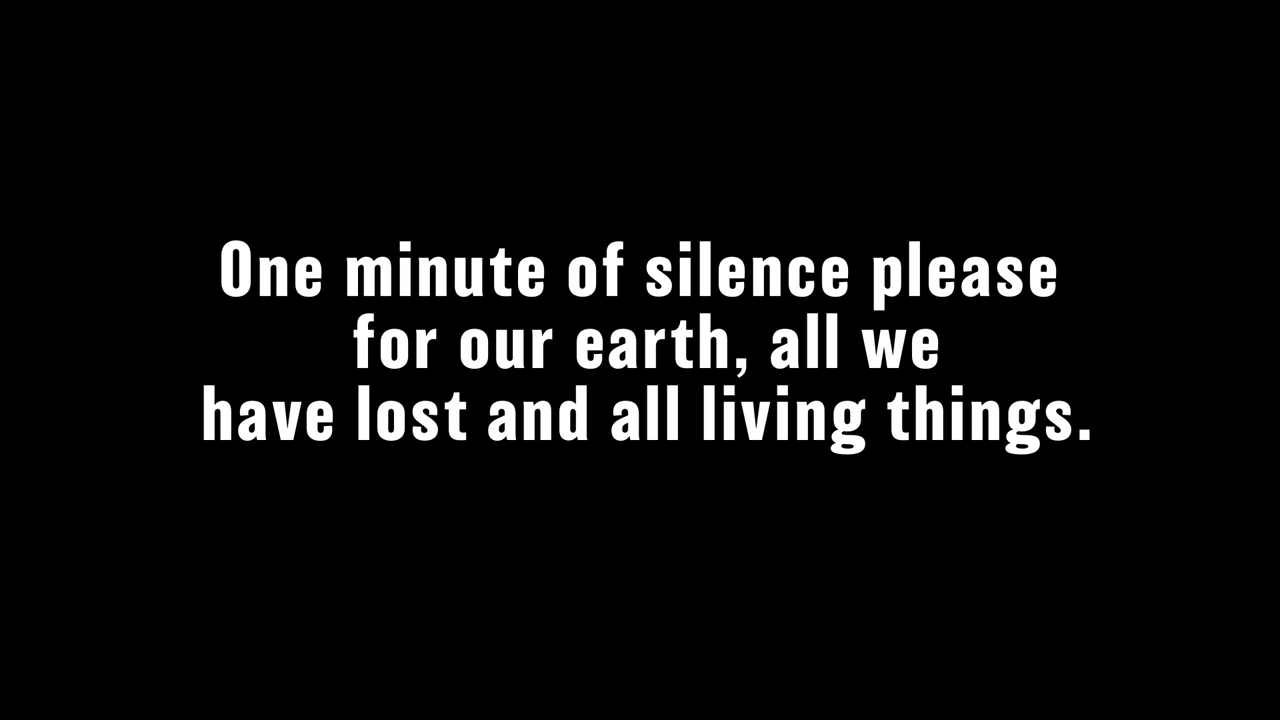 One minute of silence please
for our earth, all we
have lost and all living things.